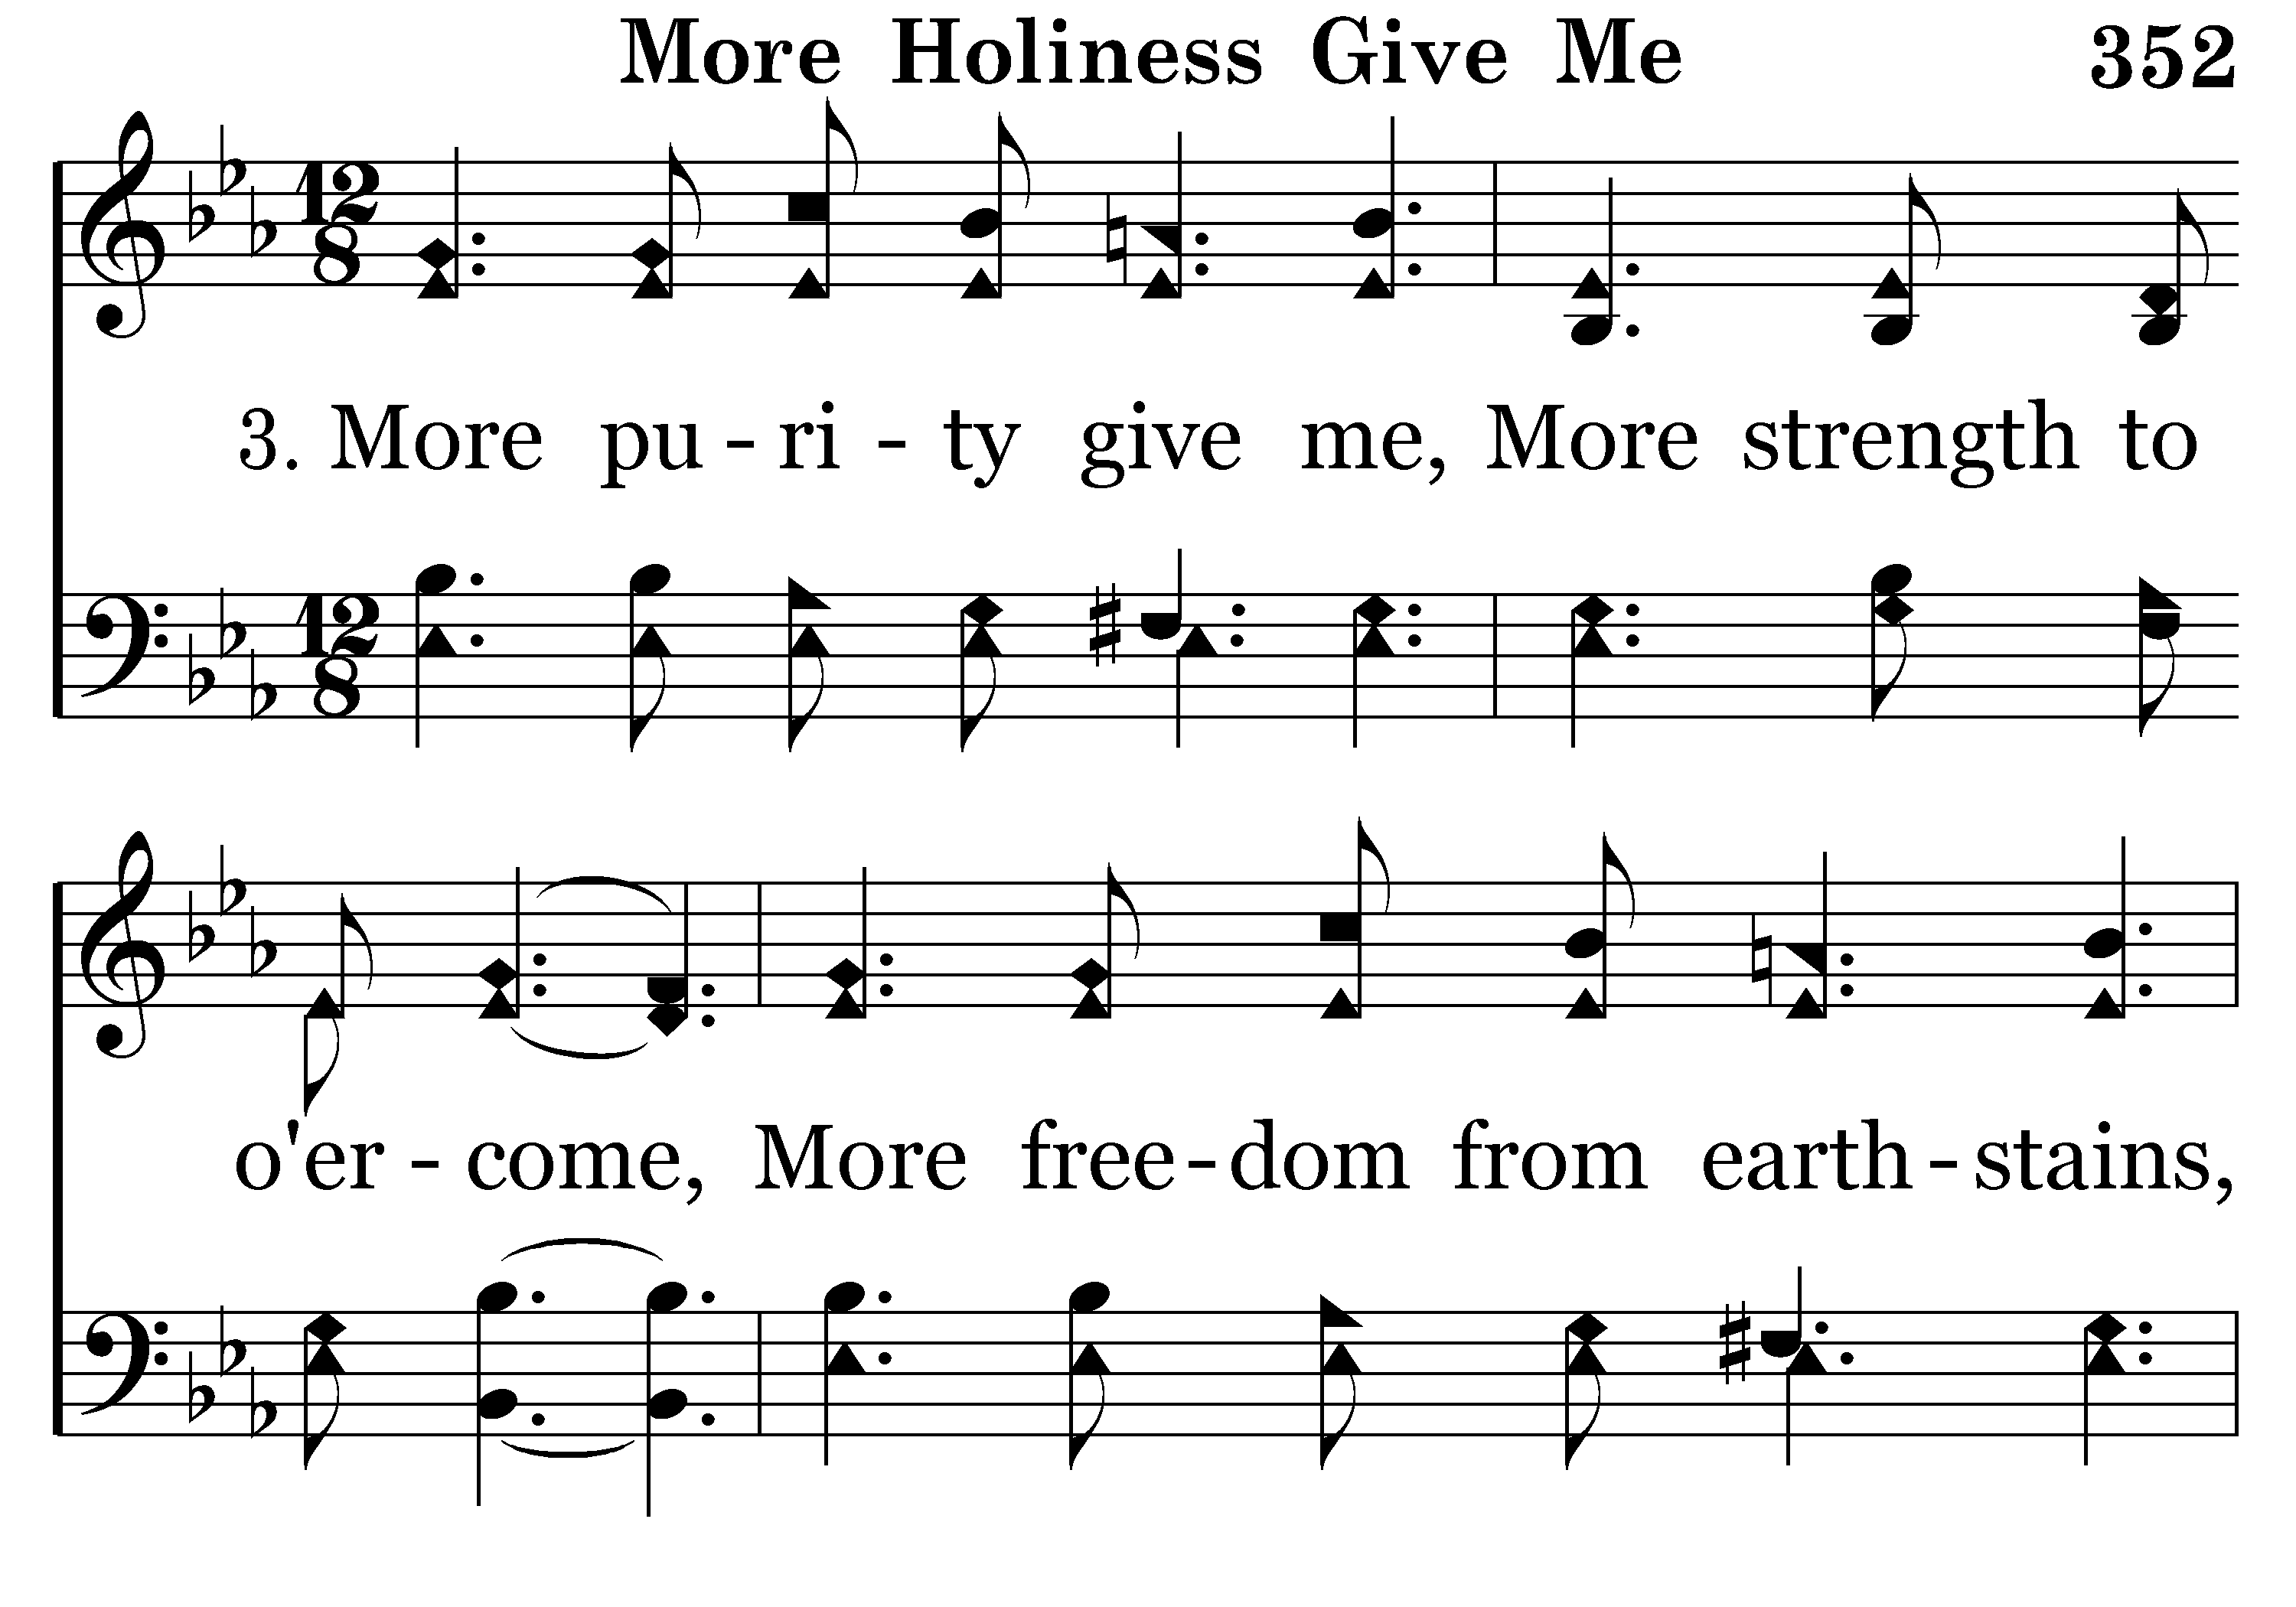 More Holiness Give Me 352
12
8
3. More pu - ri - ty give me, More strength to
12
8
o'er - come, More free - dom from earth - stains,